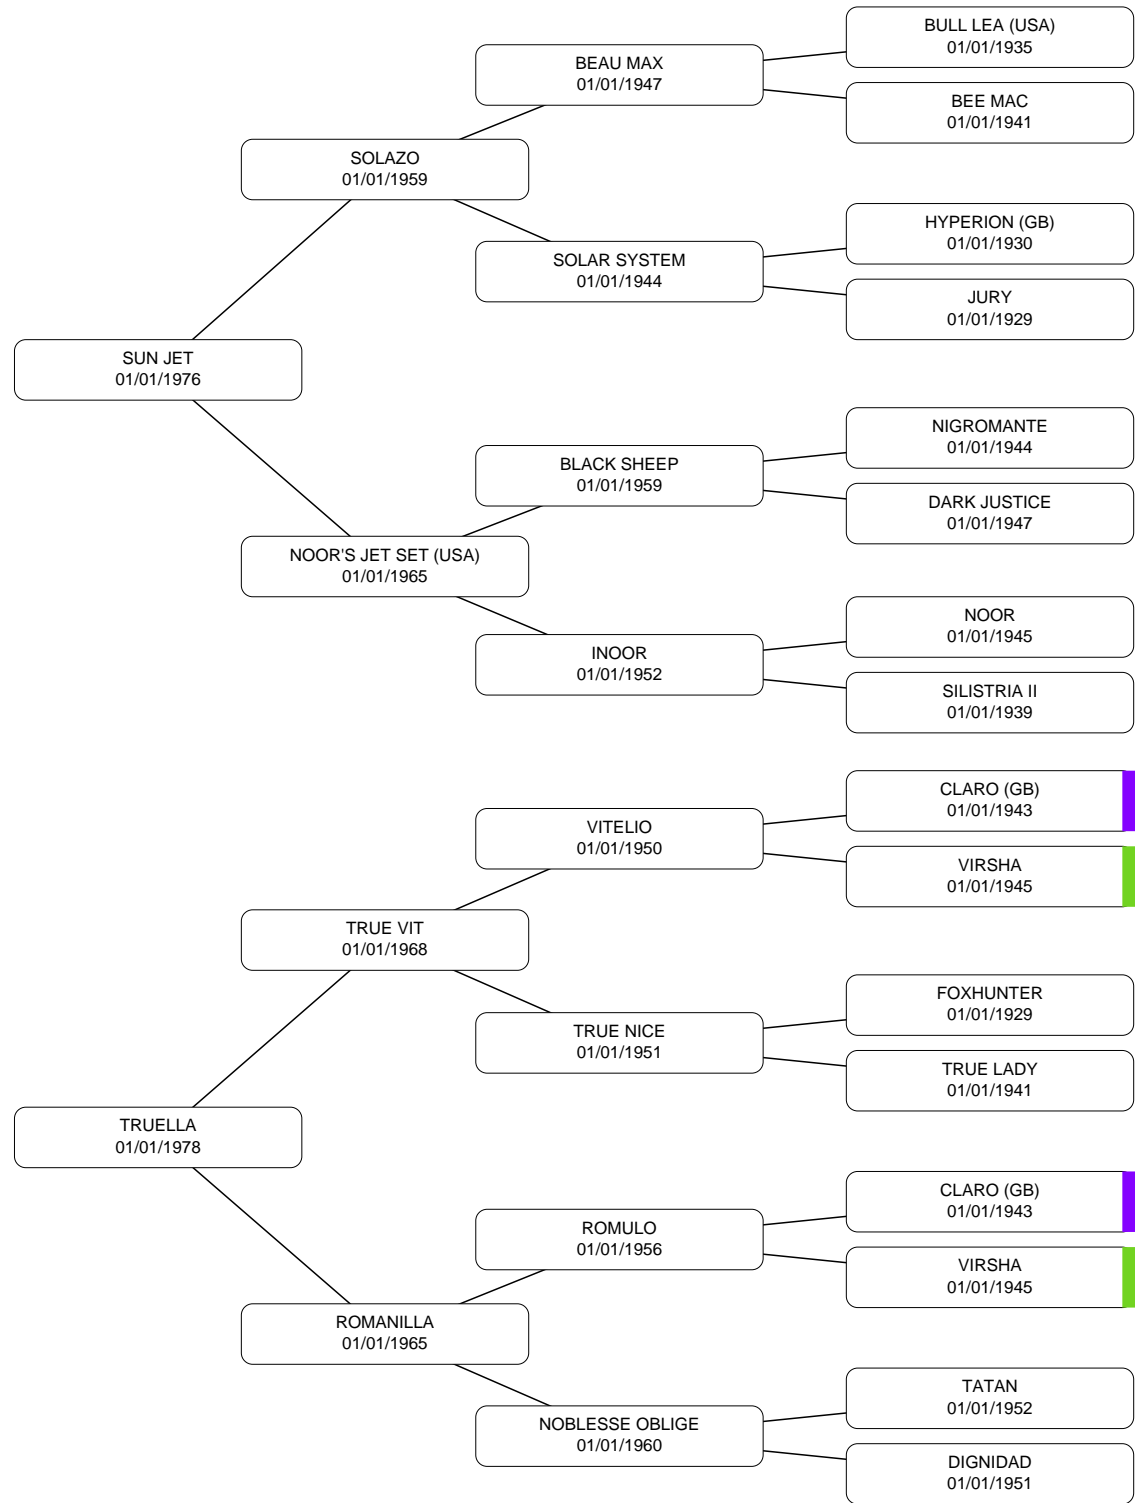 BULL LEA (USA)
01/01/1935
BEAU MAX
01/01/1947
BEE MAC
01/01/1941
SOLAZO
01/01/1959
HYPERION (GB)
01/01/1930
SOLAR SYSTEM
01/01/1944
JURY
01/01/1929
SUN JET
01/01/1976
NIGROMANTE
01/01/1944
BLACK SHEEP
01/01/1959
DARK JUSTICE
01/01/1947
NOOR'S JET SET (USA)
01/01/1965
NOOR
01/01/1945
INOOR
01/01/1952
SILISTRIA II
01/01/1939
CLARO (GB)
01/01/1943
VITELIO
01/01/1950
VIRSHA
01/01/1945
TRUE VIT
01/01/1968
FOXHUNTER
01/01/1929
TRUE NICE
01/01/1951
TRUE LADY
01/01/1941
TRUELLA
01/01/1978
CLARO (GB)
01/01/1943
ROMULO
01/01/1956
VIRSHA
01/01/1945
ROMANILLA
01/01/1965
TATAN
01/01/1952
NOBLESSE OBLIGE
01/01/1960
DIGNIDAD
01/01/1951